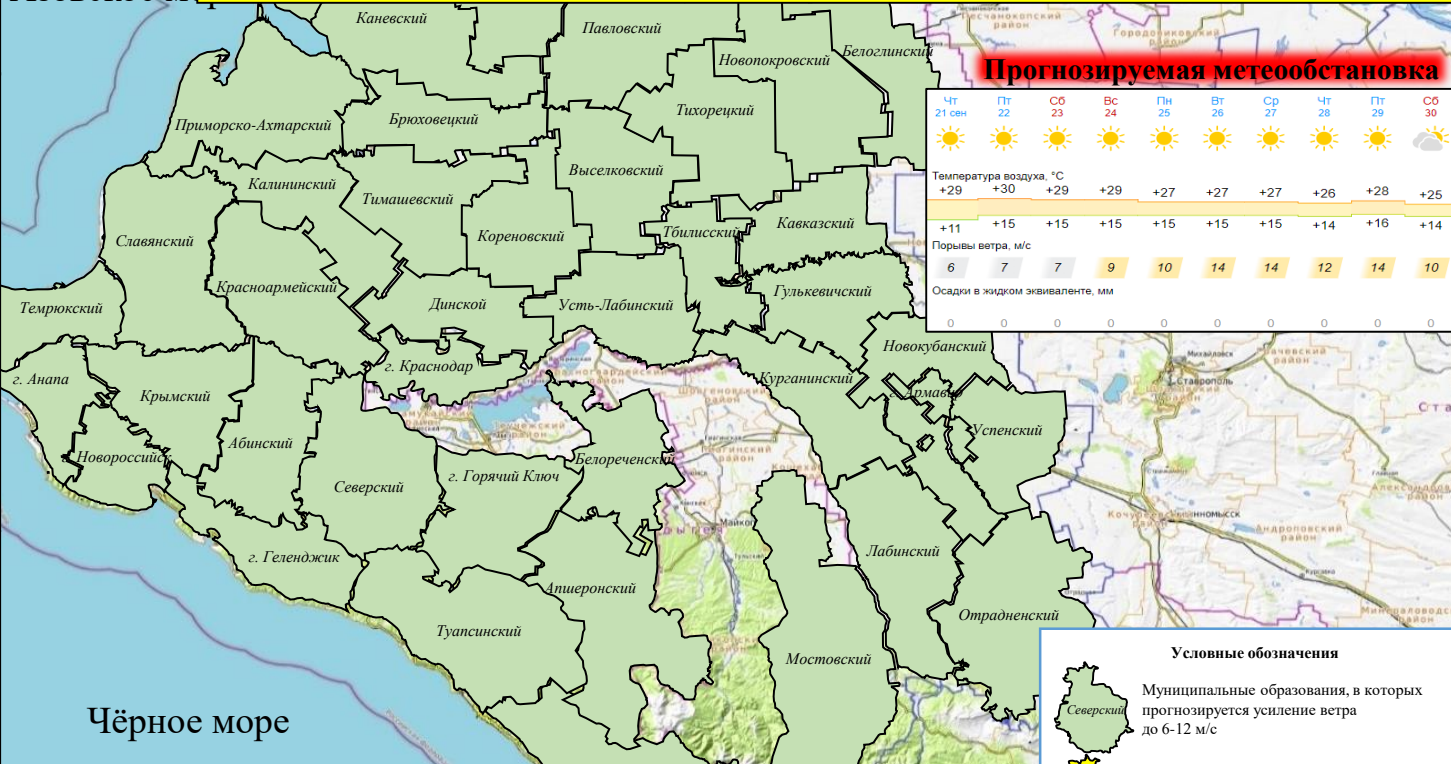 Каневский
Павловский
Новопокровский
Белоглинский
Тихорецкий
Приморско-Ахтарский
Брюховецкий
Выселковский
Калининский
Тимашевский
Кореновский
Тбилисский
Кавказский
Славянский
Красноармейский
Динской
Усть-Лабинский
Гулькевичский
Темрюкский
г. Анапа
Крымский
г. Краснодар
Новокубанский
Курганинский
г. Армавир
Успенский
Новороссийск
Абинский
Северский
г. Горячий Ключ
Белореченский
г. Геленджик
Апшеронский
Туапсинский
Лабинский
Отрадненский
Мостовский
Чёрное море
Майкоп
Михайловск
Ставрополь
Андроповский
район
Прогнозируемая метеообстановка
Чт Пт Сб Вс Пн Вт Ср Чт Пт Сб
21 сен 22 23 24 25 26 27 28 29 30
Температура воздуха, °C
+29 +30 +29 +29 +27 +27 +27 +26 +28 +25
+11 +15 +15 +15 +15 +15 +15 +14 +16 +14
Порывы ветра, м/с
6 7 7 9 10 14 14 12 14 10
Осадки в жидком эквиваленте, мм
0 0 0 0 0 0 0 0 0 0
Условные обозначения
Северский
Муниципальные образования, в которых
прогнозируется усиление ветра
до 6-12 м/с